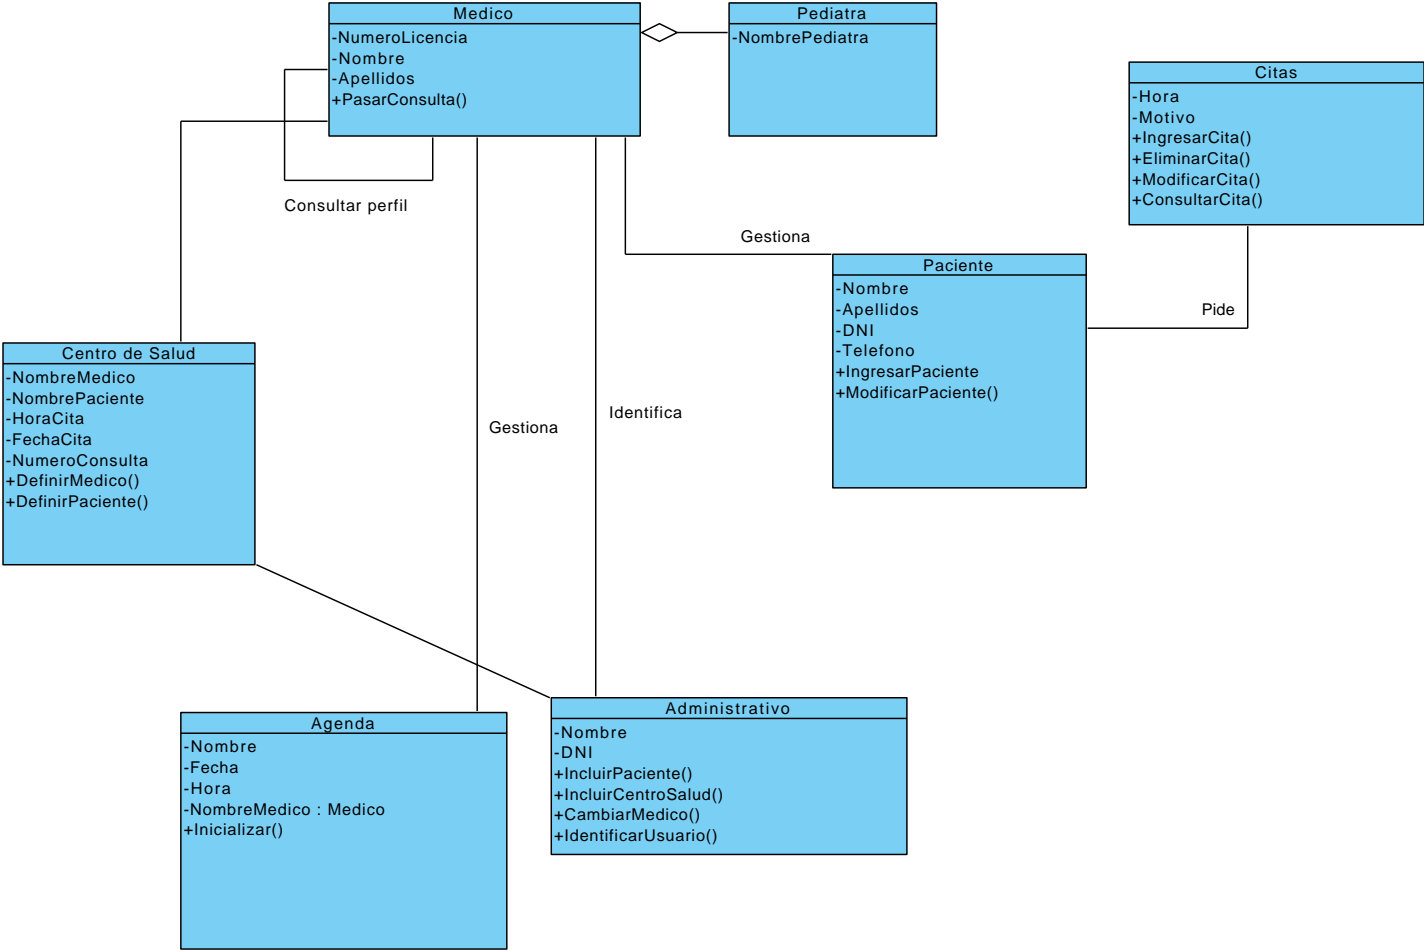 Medico
-NumeroLicencia
-Nombre
-Apellidos
+PasarConsulta()
Pediatra
-NombrePediatra
Citas
-Hora
-Motivo
+IngresarCita()
+EliminarCita()
+ModificarCita()
+ConsultarCita()
Consultar perfil
Gestiona
Paciente
-Nombre
-Apellidos
-DNI
-Telefono
+IngresarPaciente
+ModificarPaciente()
Pide
Centro de Salud
-NombreMedico
-NombrePaciente
-HoraCita
-FechaCita
-NumeroConsulta
+DefinirMedico()
+DefinirPaciente()
Gestiona
Identifica
Agenda
-Nombre
-Fecha
-Hora
-NombreMedico : Medico
+Inicializar()
Administrativo
-Nombre
-DNI
+IncluirPaciente()
+IncluirCentroSalud()
+CambiarMedico()
+IdentificarUsuario()